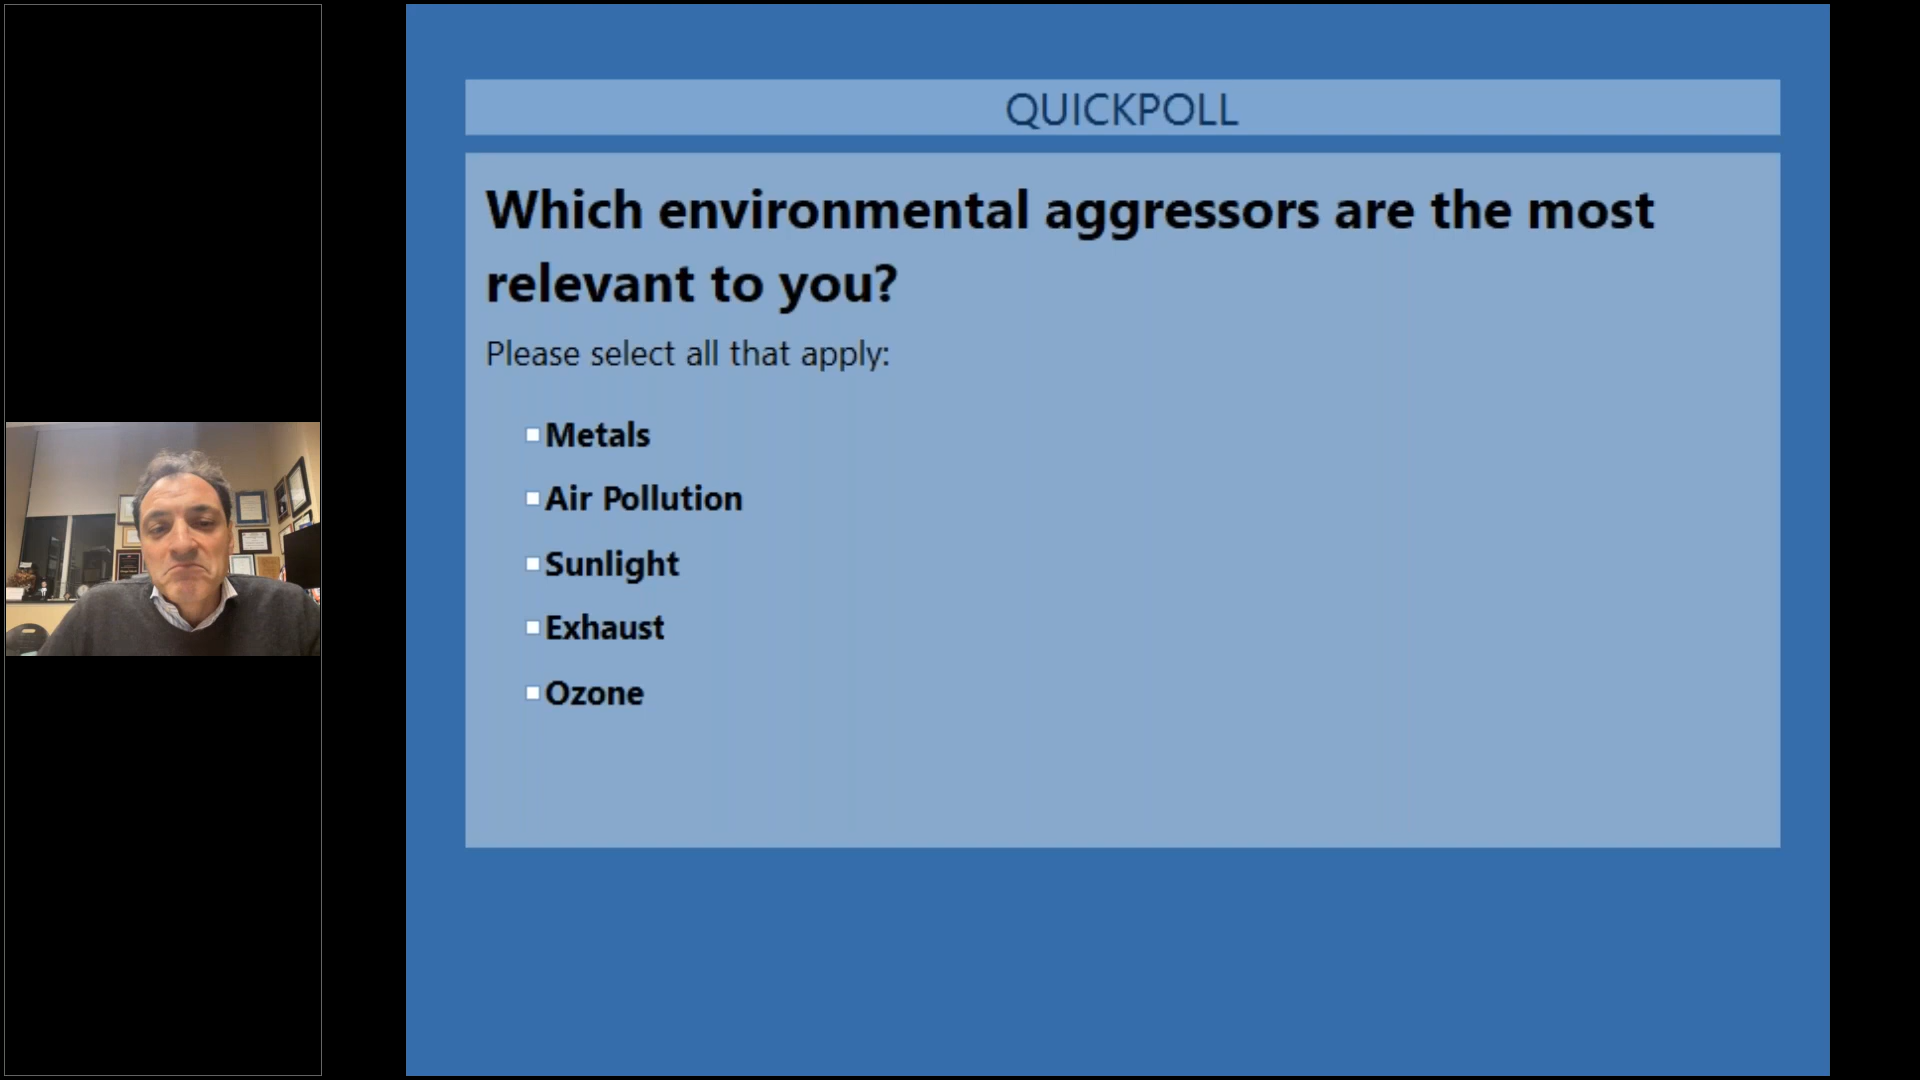 QUICKPOLL
Which environmental aggressors are the most
relevant to you?
Please select all that apply:
Metals
Air Pollution
Sunlight
Exhaust
Ozone